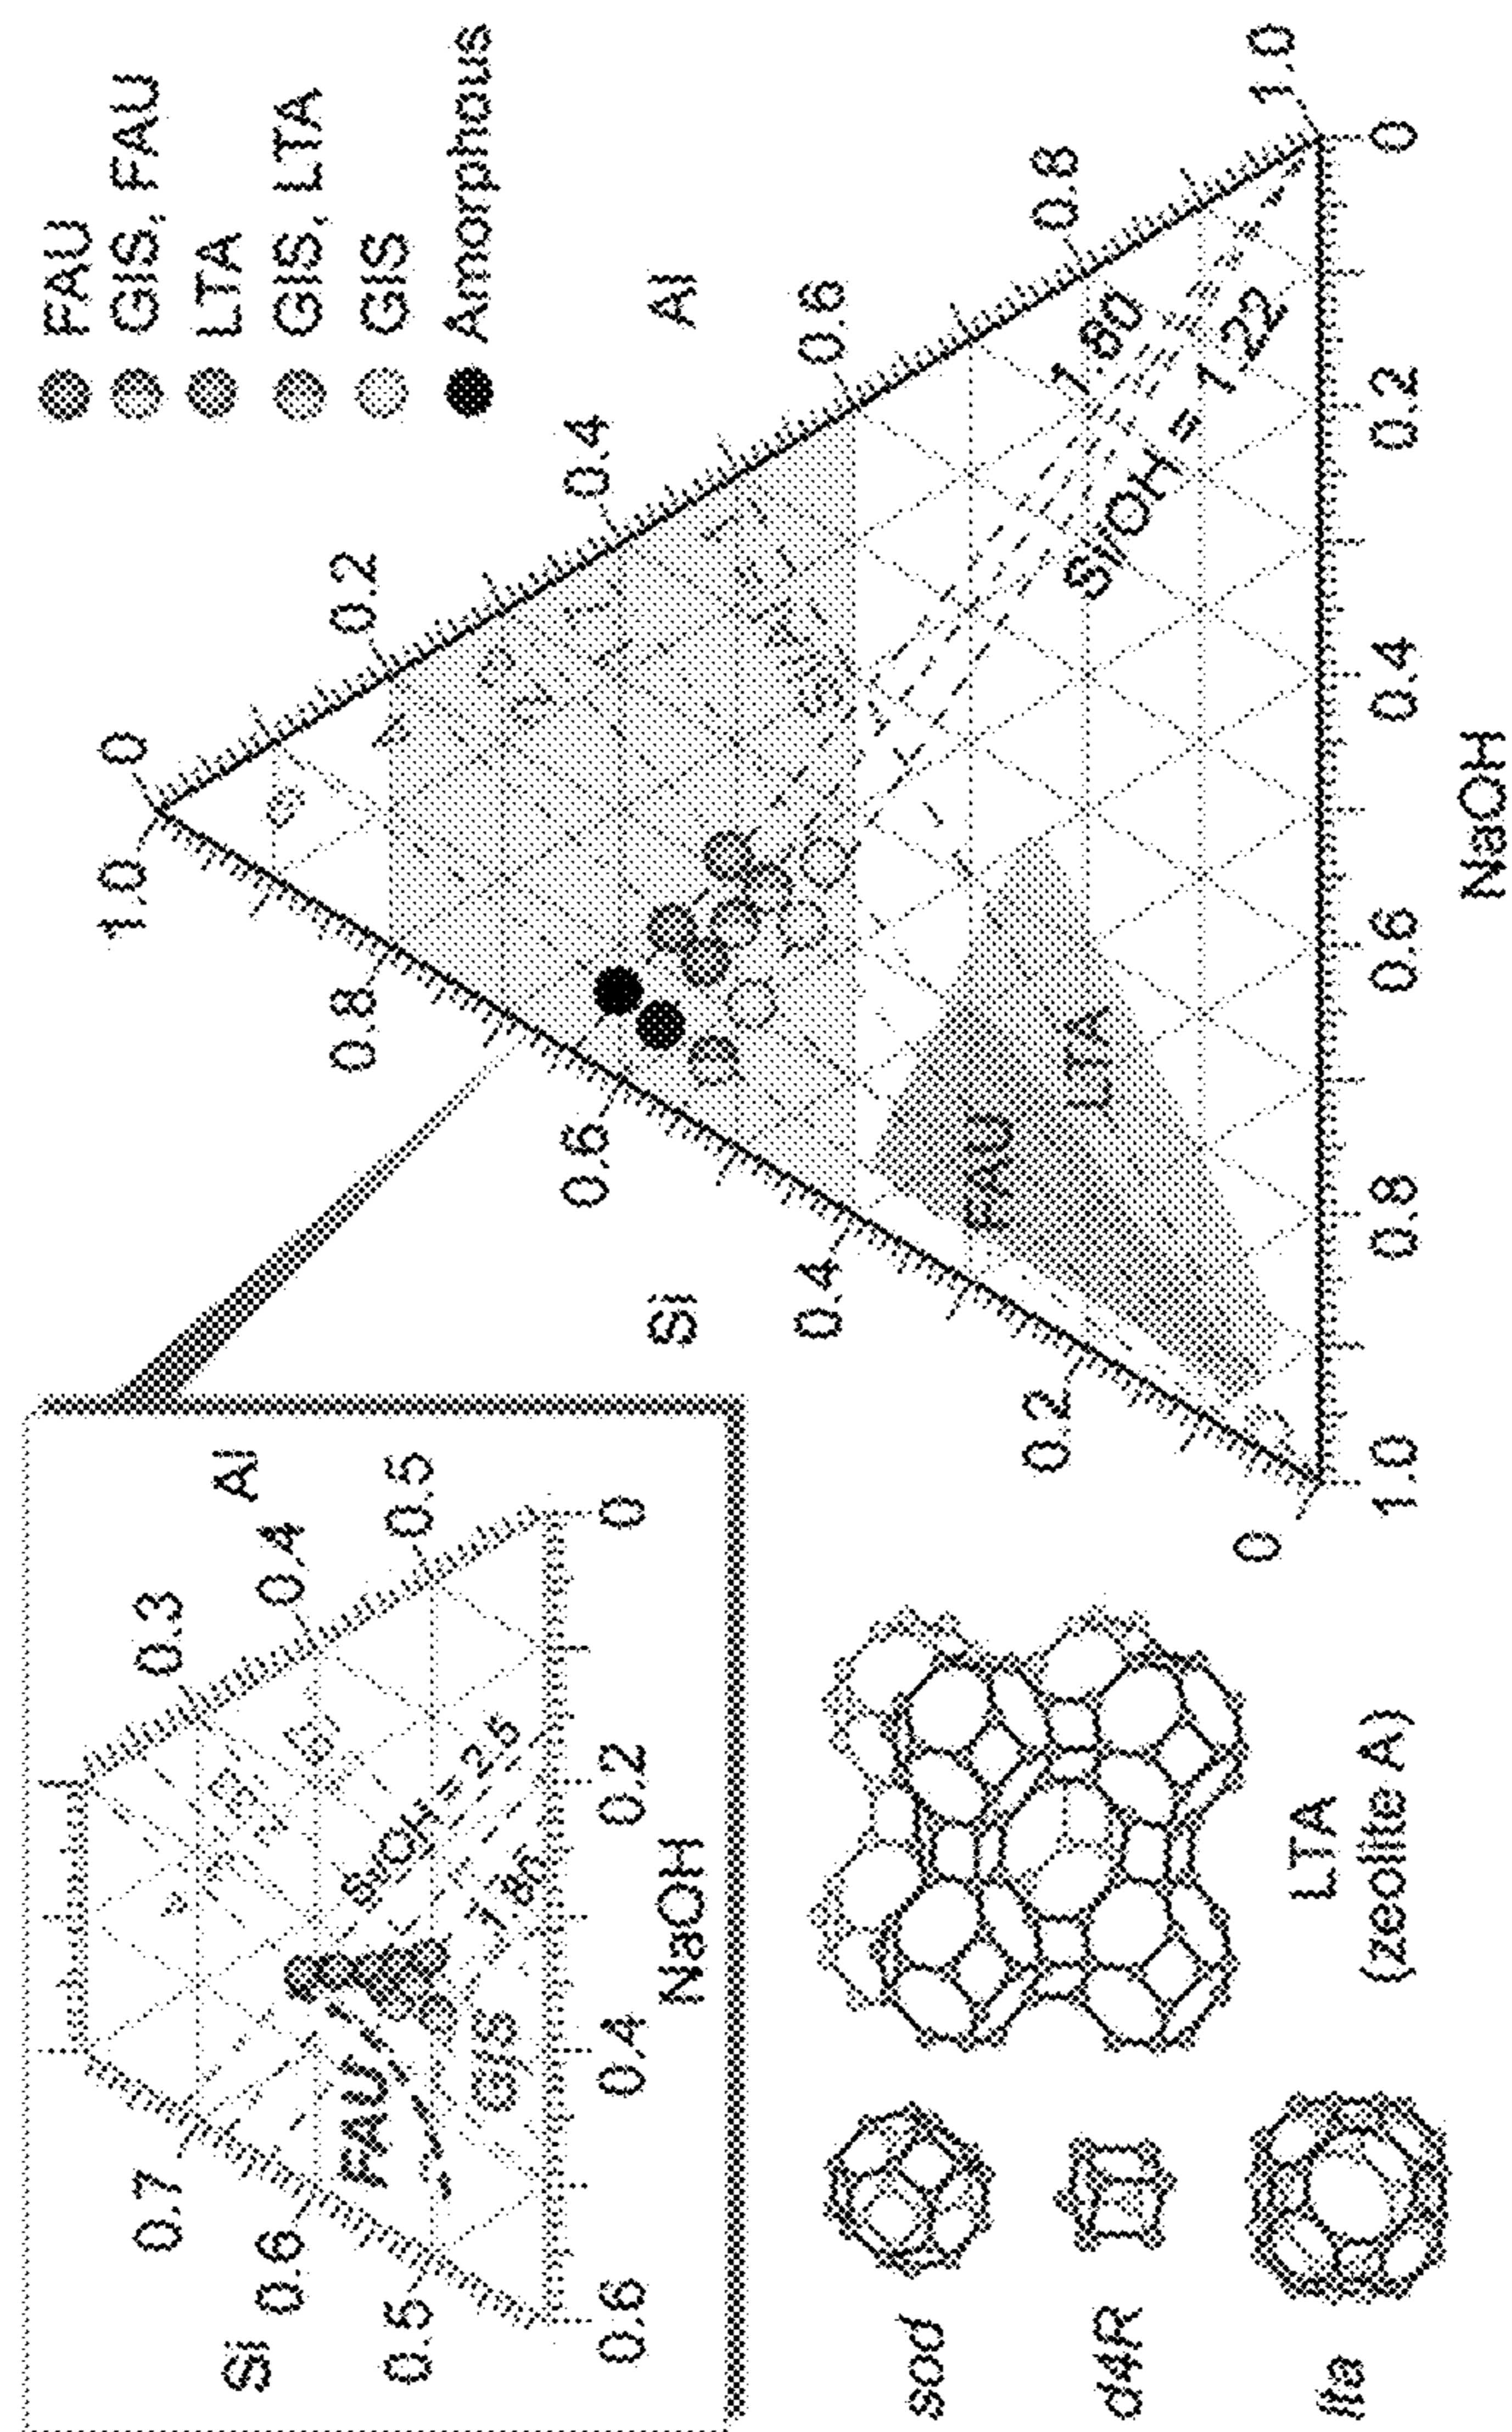 FAU
GIS, FAU
LTA
GIS, LTA
GIS
Amorphous
Si
Al
0.7
0.6
0.5
0.3
0.4
0.5
FAU
GIS
Si/OH = 2.5
1.85
0.6
0.4
0.2
0
NaOH
1.0
0.8
0.6
0.4
0.2
0
Si
0
0.2
0.4
0.6
0.8
1.0
Al
FAU
LTA
1.80
Si/OH = 1.22
1.0
0.8
0.6
0.4
0.2
0
NaOH
sod
d4R
lta
LTA
(zeolite A)